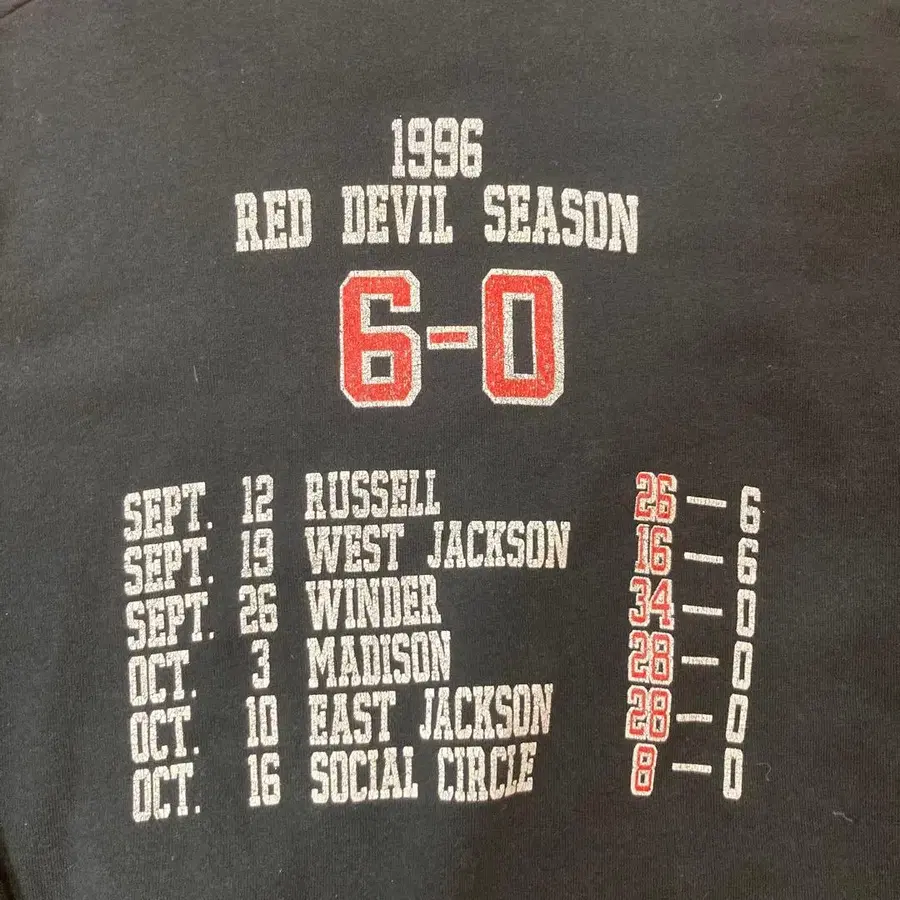 1996
RED DEVIL SEASON
6-0
SEPT. 12 RUSSELL 26 — 6
SEPT. 19 WEST JACKSON 16 — 6
SEPT. 26 WINDER 34 — 0
OCT. 3 MADISON 28 — 0
OCT. 10 EAST JACKSON 28 — 0
OCT. 16 SOCIAL CIRCLE 8 — 0